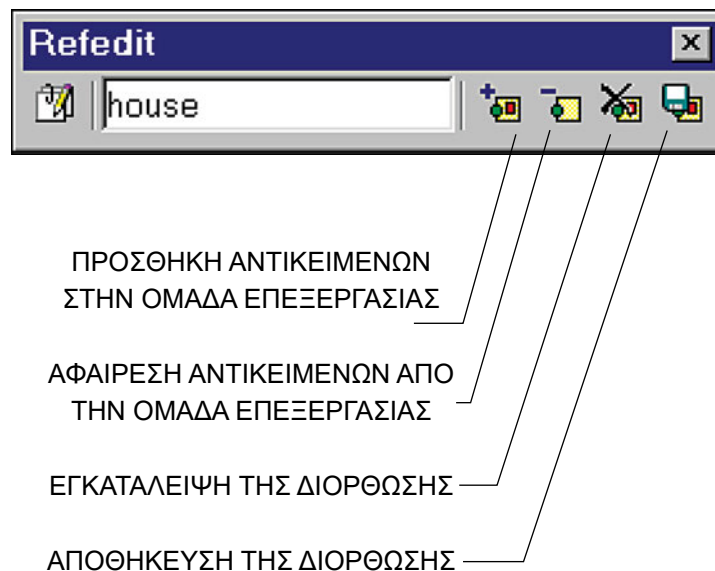 Refedit
house
ΠΡΟΣΘΗΚΗ ΑΝΤΙΚΕΙΜΕΝΩΝ
ΣΤΗΝ ΟΜΑΔΑ ΕΠΕΞΕΡΓΑΣΙΑΣ
ΑΦΑΙΡΕΣΗ ΑΝΤΙΚΕΙΜΕΝΩΝ ΑΠΟ
ΤΗΝ ΟΜΑΔΑ ΕΠΕΞΕΡΓΑΣΙΑΣ
ΕΓΚΑΤΑΛΕΙΨΗ ΤΗΣ ΔΙΟΡΘΩΣΗΣ
ΑΠΟΘΗΚΕΥΣΗ ΤΗΣ ΔΙΟΡΘΩΣΗΣ